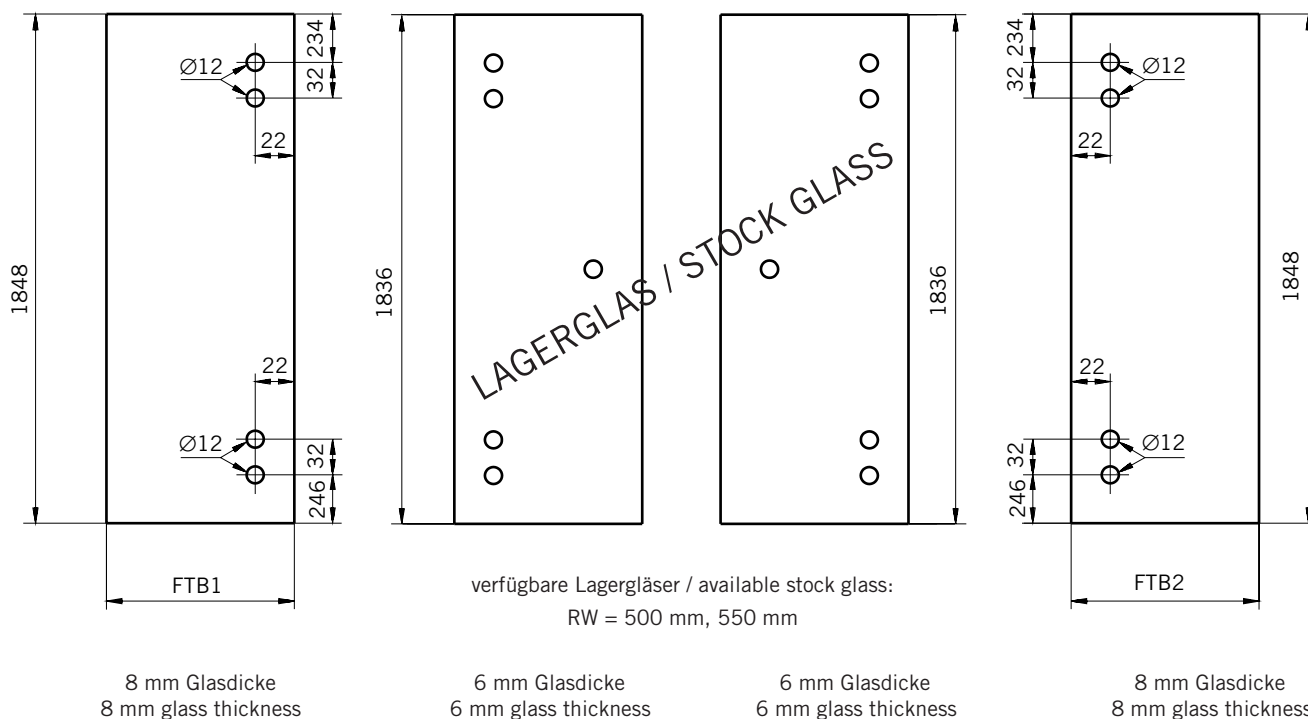 234
32
Ø12
22
1848
22
Ø12
32
246
FTB1
1836
LAGERGLAS / STOCK GLASS
1836
verfügbare Lagergläser / available stock glass:
RW = 500 mm, 550 mm
234
32
Ø12
22
1848
22
Ø12
32
246
FTB2
8 mm Glasdicke
8 mm glass thickness
6 mm Glasdicke
6 mm glass thickness
6 mm Glasdicke
6 mm glass thickness
8 mm Glasdicke
8 mm glass thickness